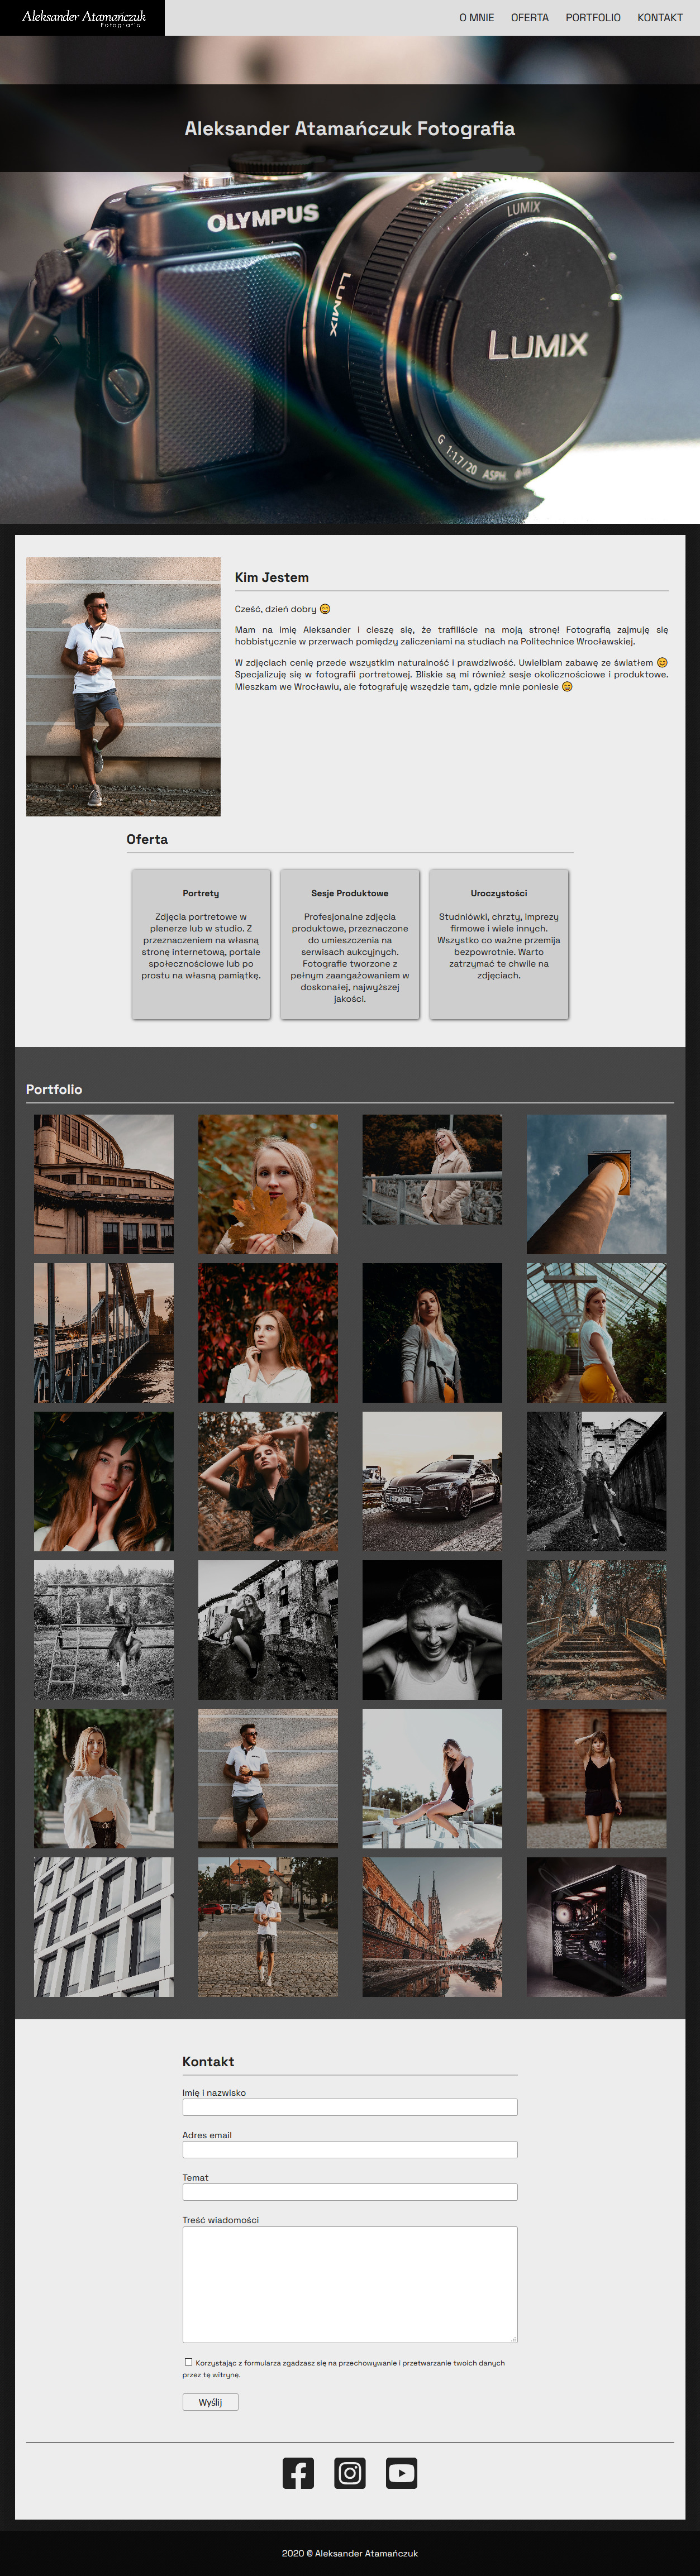 Aleksander Atamańczuk
Fotografia
O MNIE OFERTA PORTFOLIO KONTAKT
Aleksander Atamańczuk Fotografia
OLYMPUS
LUMIX
LUMIX
LUMIX
G 1:1.7/20 ASPH.
Kim Jestem
Cześć, dzień dobry 😄
Mam na imię Aleksander i cieszę się, że trafiliście na moją stronę! Fotografią zajmuję się
hobbistycznie w przerwach pomiędzy zaliczeniami na studiach na Politechnice Wrocławskiej.
W zdjęciach cenię przede wszystkim naturalność i prawdziwość. Uwielbiam zabawę ze światłem 😊
Specjalizuję się w fotografii portretowej. Bliskie są mi również sesje okolicznościowe i produktowe.
Mieszkam we Wrocławiu, ale fotografuję wszędzie tam, gdzie mnie poniesie 😄
Oferta
Portrety
Zdjęcia portretowe w
plenerze lub w studio. Z
przeznaczeniem na własną
stronę internetową, portale
społecznościowe lub po
prostu na własną pamiątkę.
Sesje Produktowe
Profesjonalne zdjęcia
produktowe, przeznaczone
do umieszczenia na
serwisach aukcyjnych.
Fotografie tworzone z
pełnym zaangażowaniem w
doskonałej, najwyższej
jakości.
Uroczystości
Studniówki, chrzty, imprezy
firmowe i wiele innych.
Wszystko co ważne przemija
bezpowrotnie. Warto
zatrzymać te chwile na
zdjęciach.
Portfolio
Kontakt
Imię i nazwisko
Adres email
Temat
Treść wiadomości
Korzystając z formularza zgadzasz się na przechowywanie i przetwarzanie twoich danych
przez tę witrynę.
Wyślij
2020 © Aleksander Atamańczuk